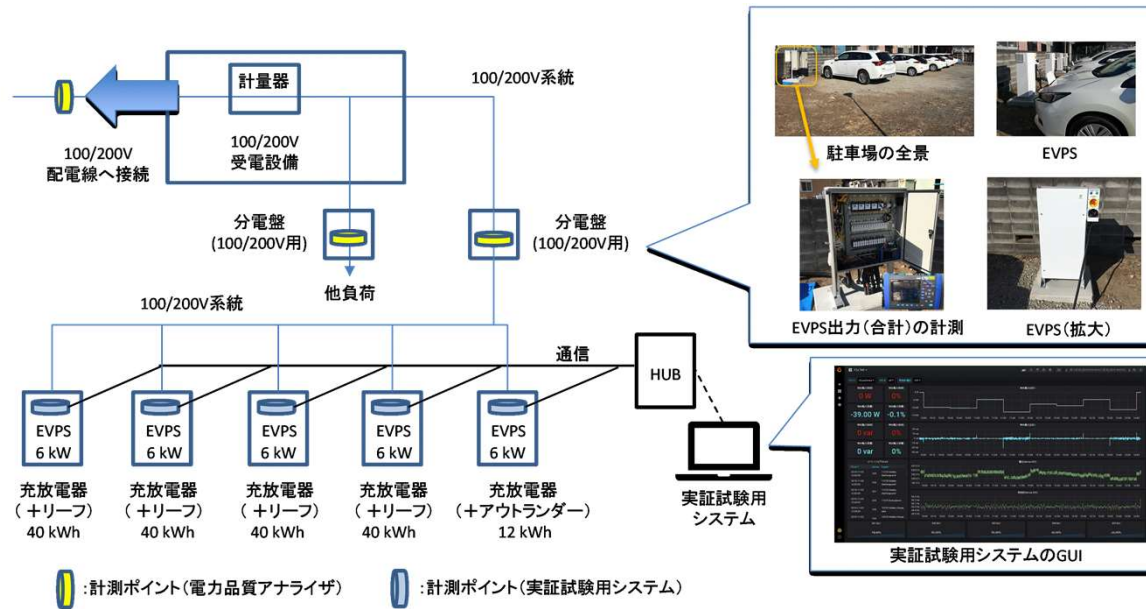 計量器
100/200V系統
100/200V
配電線へ接続
100/200V
受電設備
分電盤
(100/200V用)
分電盤
(100/200V用)
他負荷
100/200V系統
通信
HUB
EVPS
6 kW
EVPS
6 kW
EVPS
6 kW
EVPS
6 kW
EVPS
6 kW
充放電器
(+リーフ)
40 kWh
充放電器
(+リーフ)
40 kWh
充放電器
(+リーフ)
40 kWh
充放電器
(+リーフ)
40 kWh
充放電器
(+アウトランダー)
12 kWh
実証試験用
システム
駐車場の全景
EVPS
EVPS出力(合計)の計測
EVPS(拡大)
0 W
0%
-39.00 W
-0.1%
0 var
0%
0 var
0%
実証試験用システムのGUI
:計測ポイント(電力品質アナライザ)
:計測ポイント(実証試験用システム)